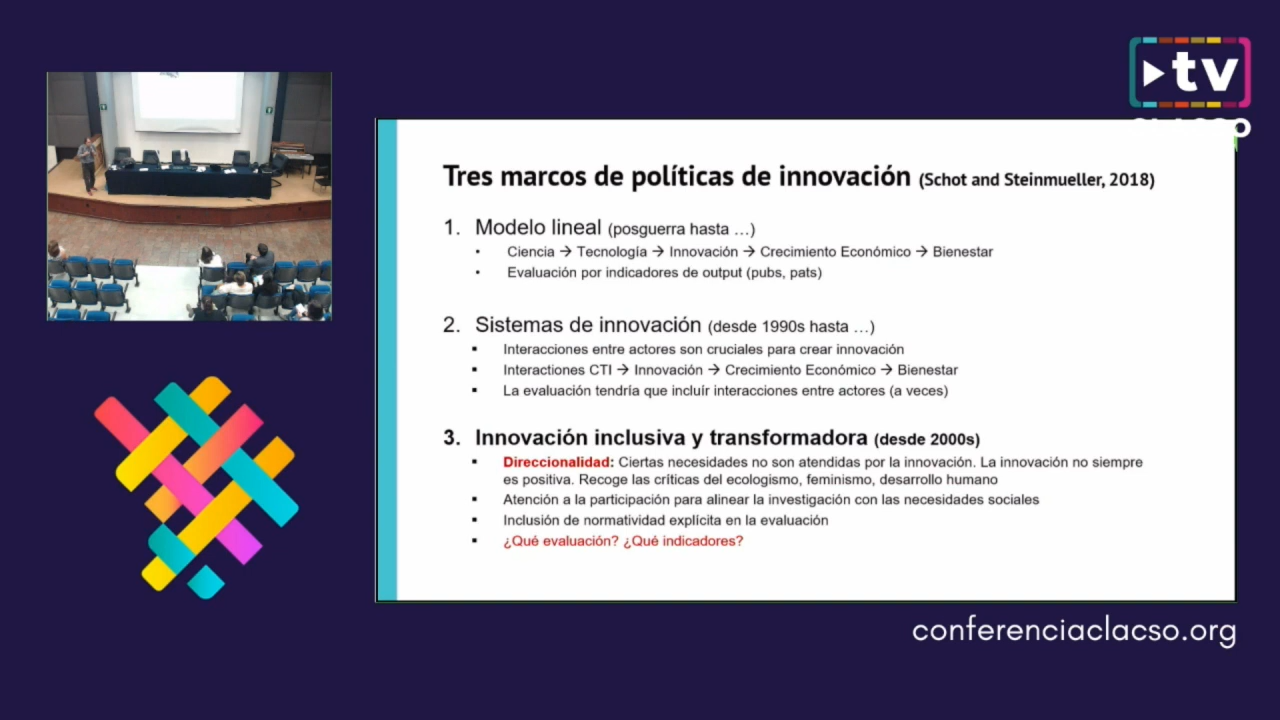 tv
CLACSO
Tres marcos de políticas de innovación (Schot and Steinmueller, 2018)
1. Modelo lineal (posguerra hasta …)
▪ Ciencia → Tecnología → Innovación → Crecimiento Económico → Bienestar
▪ Evaluación por indicadores de output (pubs, pats)
2. Sistemas de innovación (desde 1990s hasta …)
▪ Interacciones entre actores son cruciales para crear innovación
▪ Interactiones CTI → Innovación → Crecimiento Económico → Bienestar
▪ La evaluación tendría que incluír interacciones entre actores (a veces)
3. Innovación inclusiva y transformadora (desde 2000s)
▪ Direccionalidad: Ciertas necesidades no son atendidas por la innovación. La innovación no siempre
es positiva. Recoge las críticas del ecologismo, feminismo, desarrollo humano
▪ Atención a la participación para alinear la investigación con las necesidades sociales
▪ Inclusión de normatividad explícita en la evaluación
▪ ¿Qué evaluación? ¿Qué indicadores?
conferenciaclacso.org